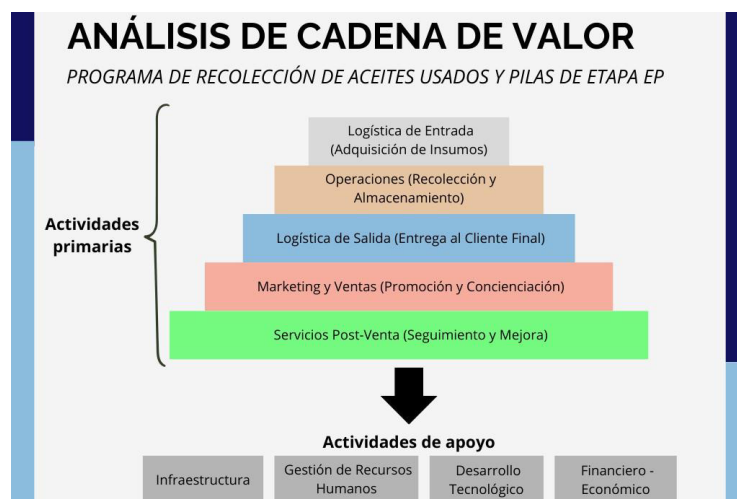 ANÁLISIS DE CADENA DE VALOR
PROGRAMA DE RECOLECCIÓN DE ACEITES USADOS Y PILAS DE ETAPA EP
Logística de Entrada
(Adquisición de Insumos)
Operaciones (Recolección y
Almacenamiento)
Actividades
primarias
Logística de Salida (Entrega al Cliente Final)
Marketing y Ventas (Promoción y Concienciación)
Servicios Post-Venta (Seguimiento y Mejora)
Actividades de apoyo
Infraestructura
Gestión de Recursos
Humanos
Desarrollo
Tecnológico
Financiero -
Económico